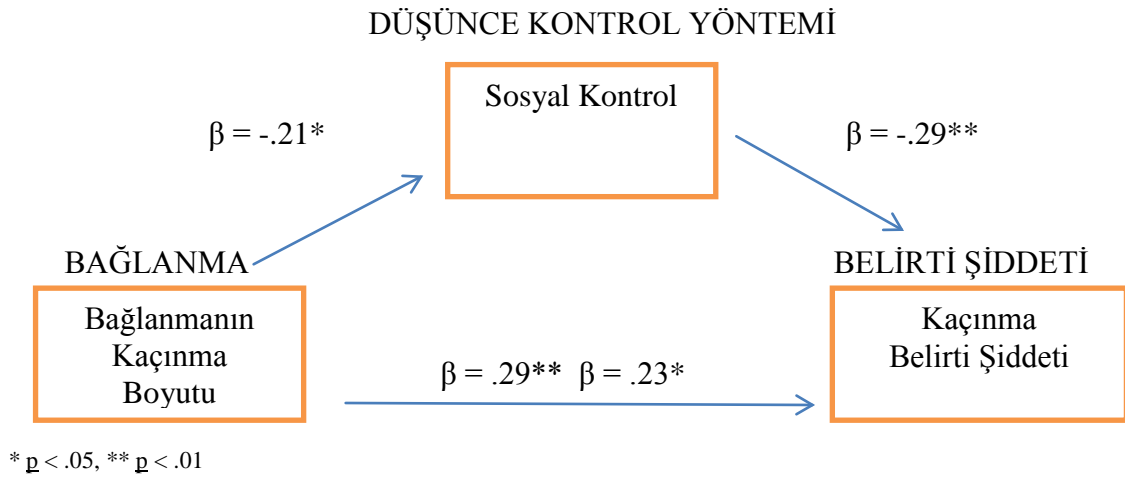 DÜŞÜNCE KONTROL YÖNTEMİ
Sosyal Kontrol
β = -.21*
β = -.29**
BAĞLANMA
BELİRTİ ŞİDDETİ
Bağlanmanın
Kaçınma
Boyutu
Kaçınma
Belirti Şiddeti
β = .29** β = .23*
* p < .05, ** p < .01